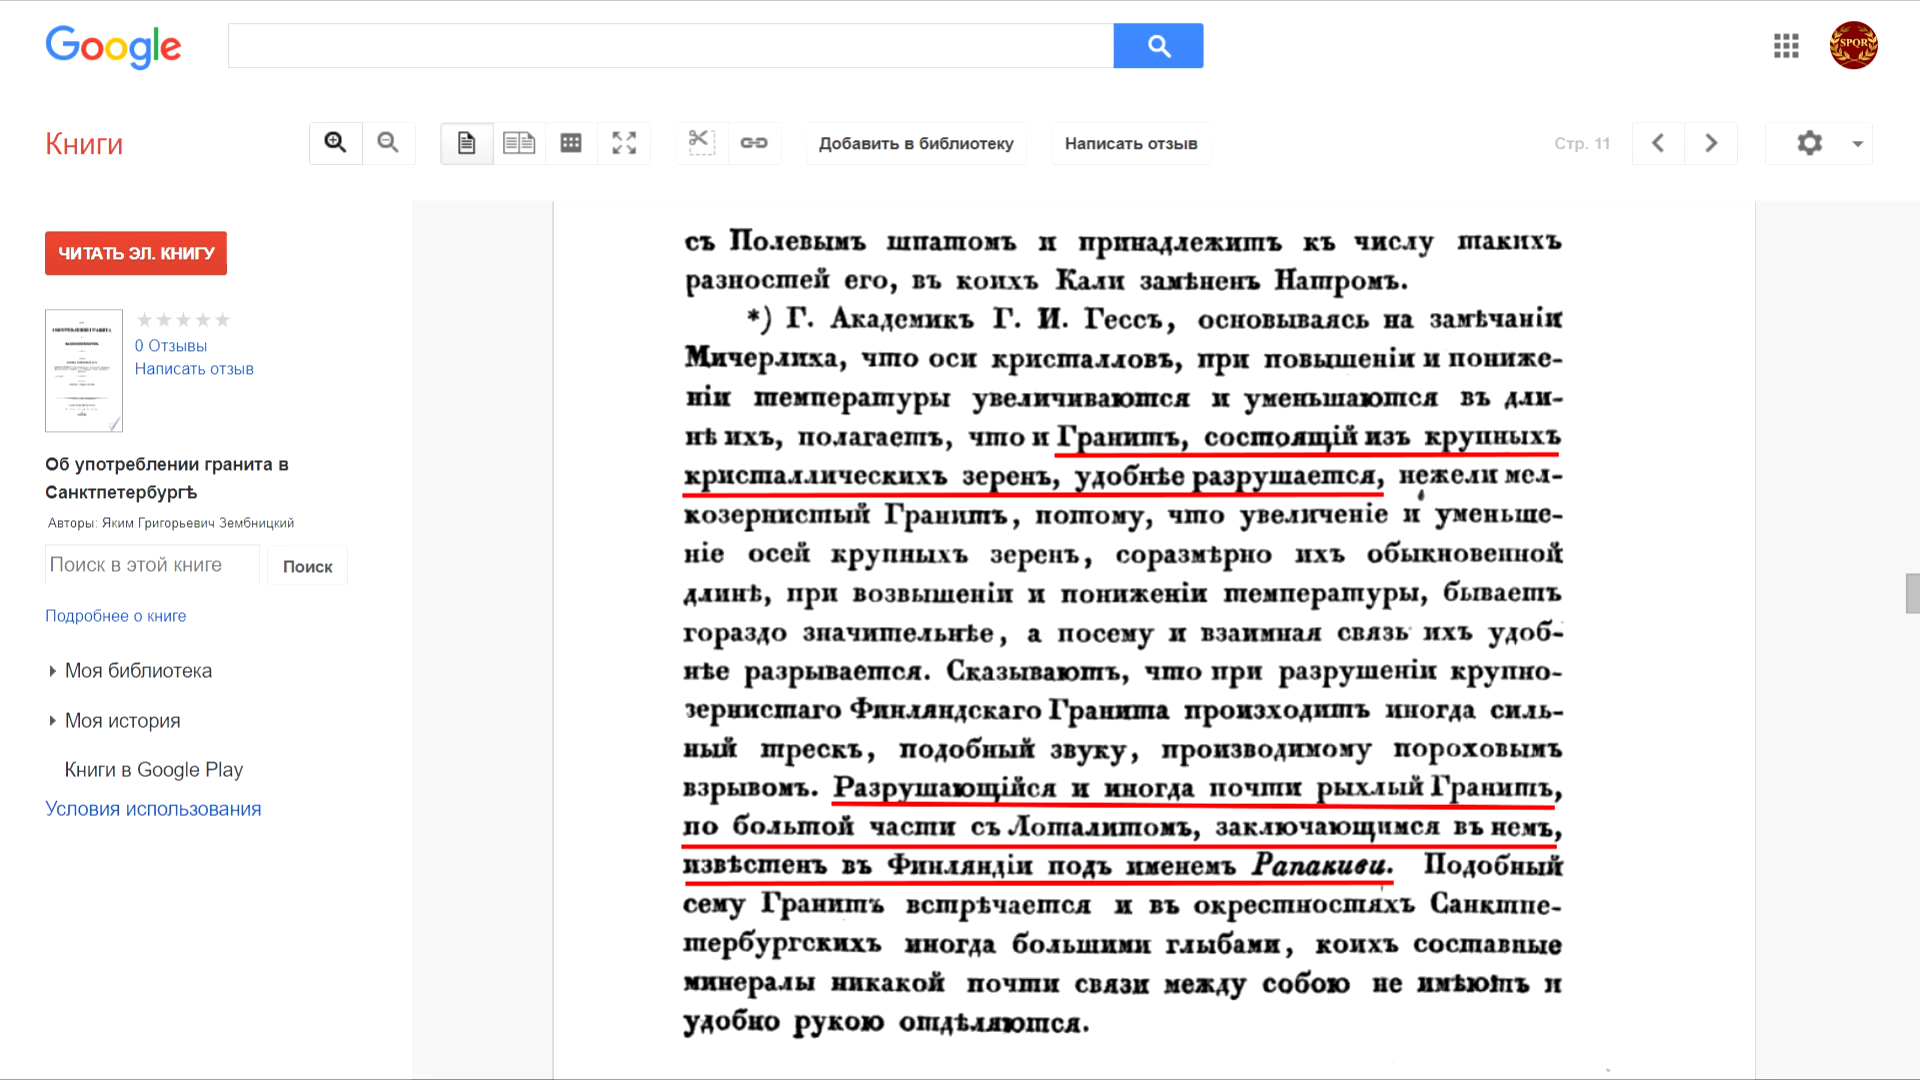 Google
SPQR
Книги
Добавить в библиотеку
Написать отзыв
Стр. 11
ЧИТАТЬ ЭЛ. КНИГУ
0 Отзывы
Написать отзыв
Об употреблении гранита в
Санктпетербургѣ
Авторы: Яким Григорьевич Зембницкий
Поиск в этой книге
Поиск
Подробнее о книге
Моя библиотека
Моя история
Книги в Google Play
Условия использования
съ Полевымъ шпатомъ и принадлежитъ къ числу такихъ
разностей его, въ коихъ Кали замѣненъ Натромъ.
*) Г. Академикъ Г. И. Гессъ, основываясь на замѣчаніи
Мичерлиха, что оси кристалловъ, при повышеніи и пониже-
ніи температуры увеличиваются и уменьшаются въ дли-
нѣ ихъ, полагаетъ, что и Гранитъ, состоящій изъ крупныхъ
кристаллическихъ зеренъ, удобнѣе разрушается, нежели мел-
козернистый Гранитъ, потому, что увеличеніе и уменьше-
ніе осей крупныхъ зеренъ, соразмѣрно ихъ обыкновенной
длинѣ, при возвышеніи и пониженіи температуры, бываетъ
гораздо значительнѣе, а посему и взаимная связь ихъ удоб-
нѣе разрывается. Сказываютъ, что при разрушеніи крупно-
зернистаго Финляндскаго Гранита произходитъ иногда силь-
ный трескъ, подобный звуку, производимому пороховымъ
взрывомъ. Разрушающійся и иногда почти рыхлый Гранитъ,
по большой части съ Лоталитомъ, заключающимся въ немъ,
извѣстенъ въ Финляндіи подъ именемъ Рапакиви. Подобный
сему Гранитъ встрѣчается и въ окрестностяхъ Санктпе-
тербургскихъ иногда большими глыбами, коихъ составные
минералы никакой почти связи между собою не имѣютъ и
удобно рукою отдѣляются.